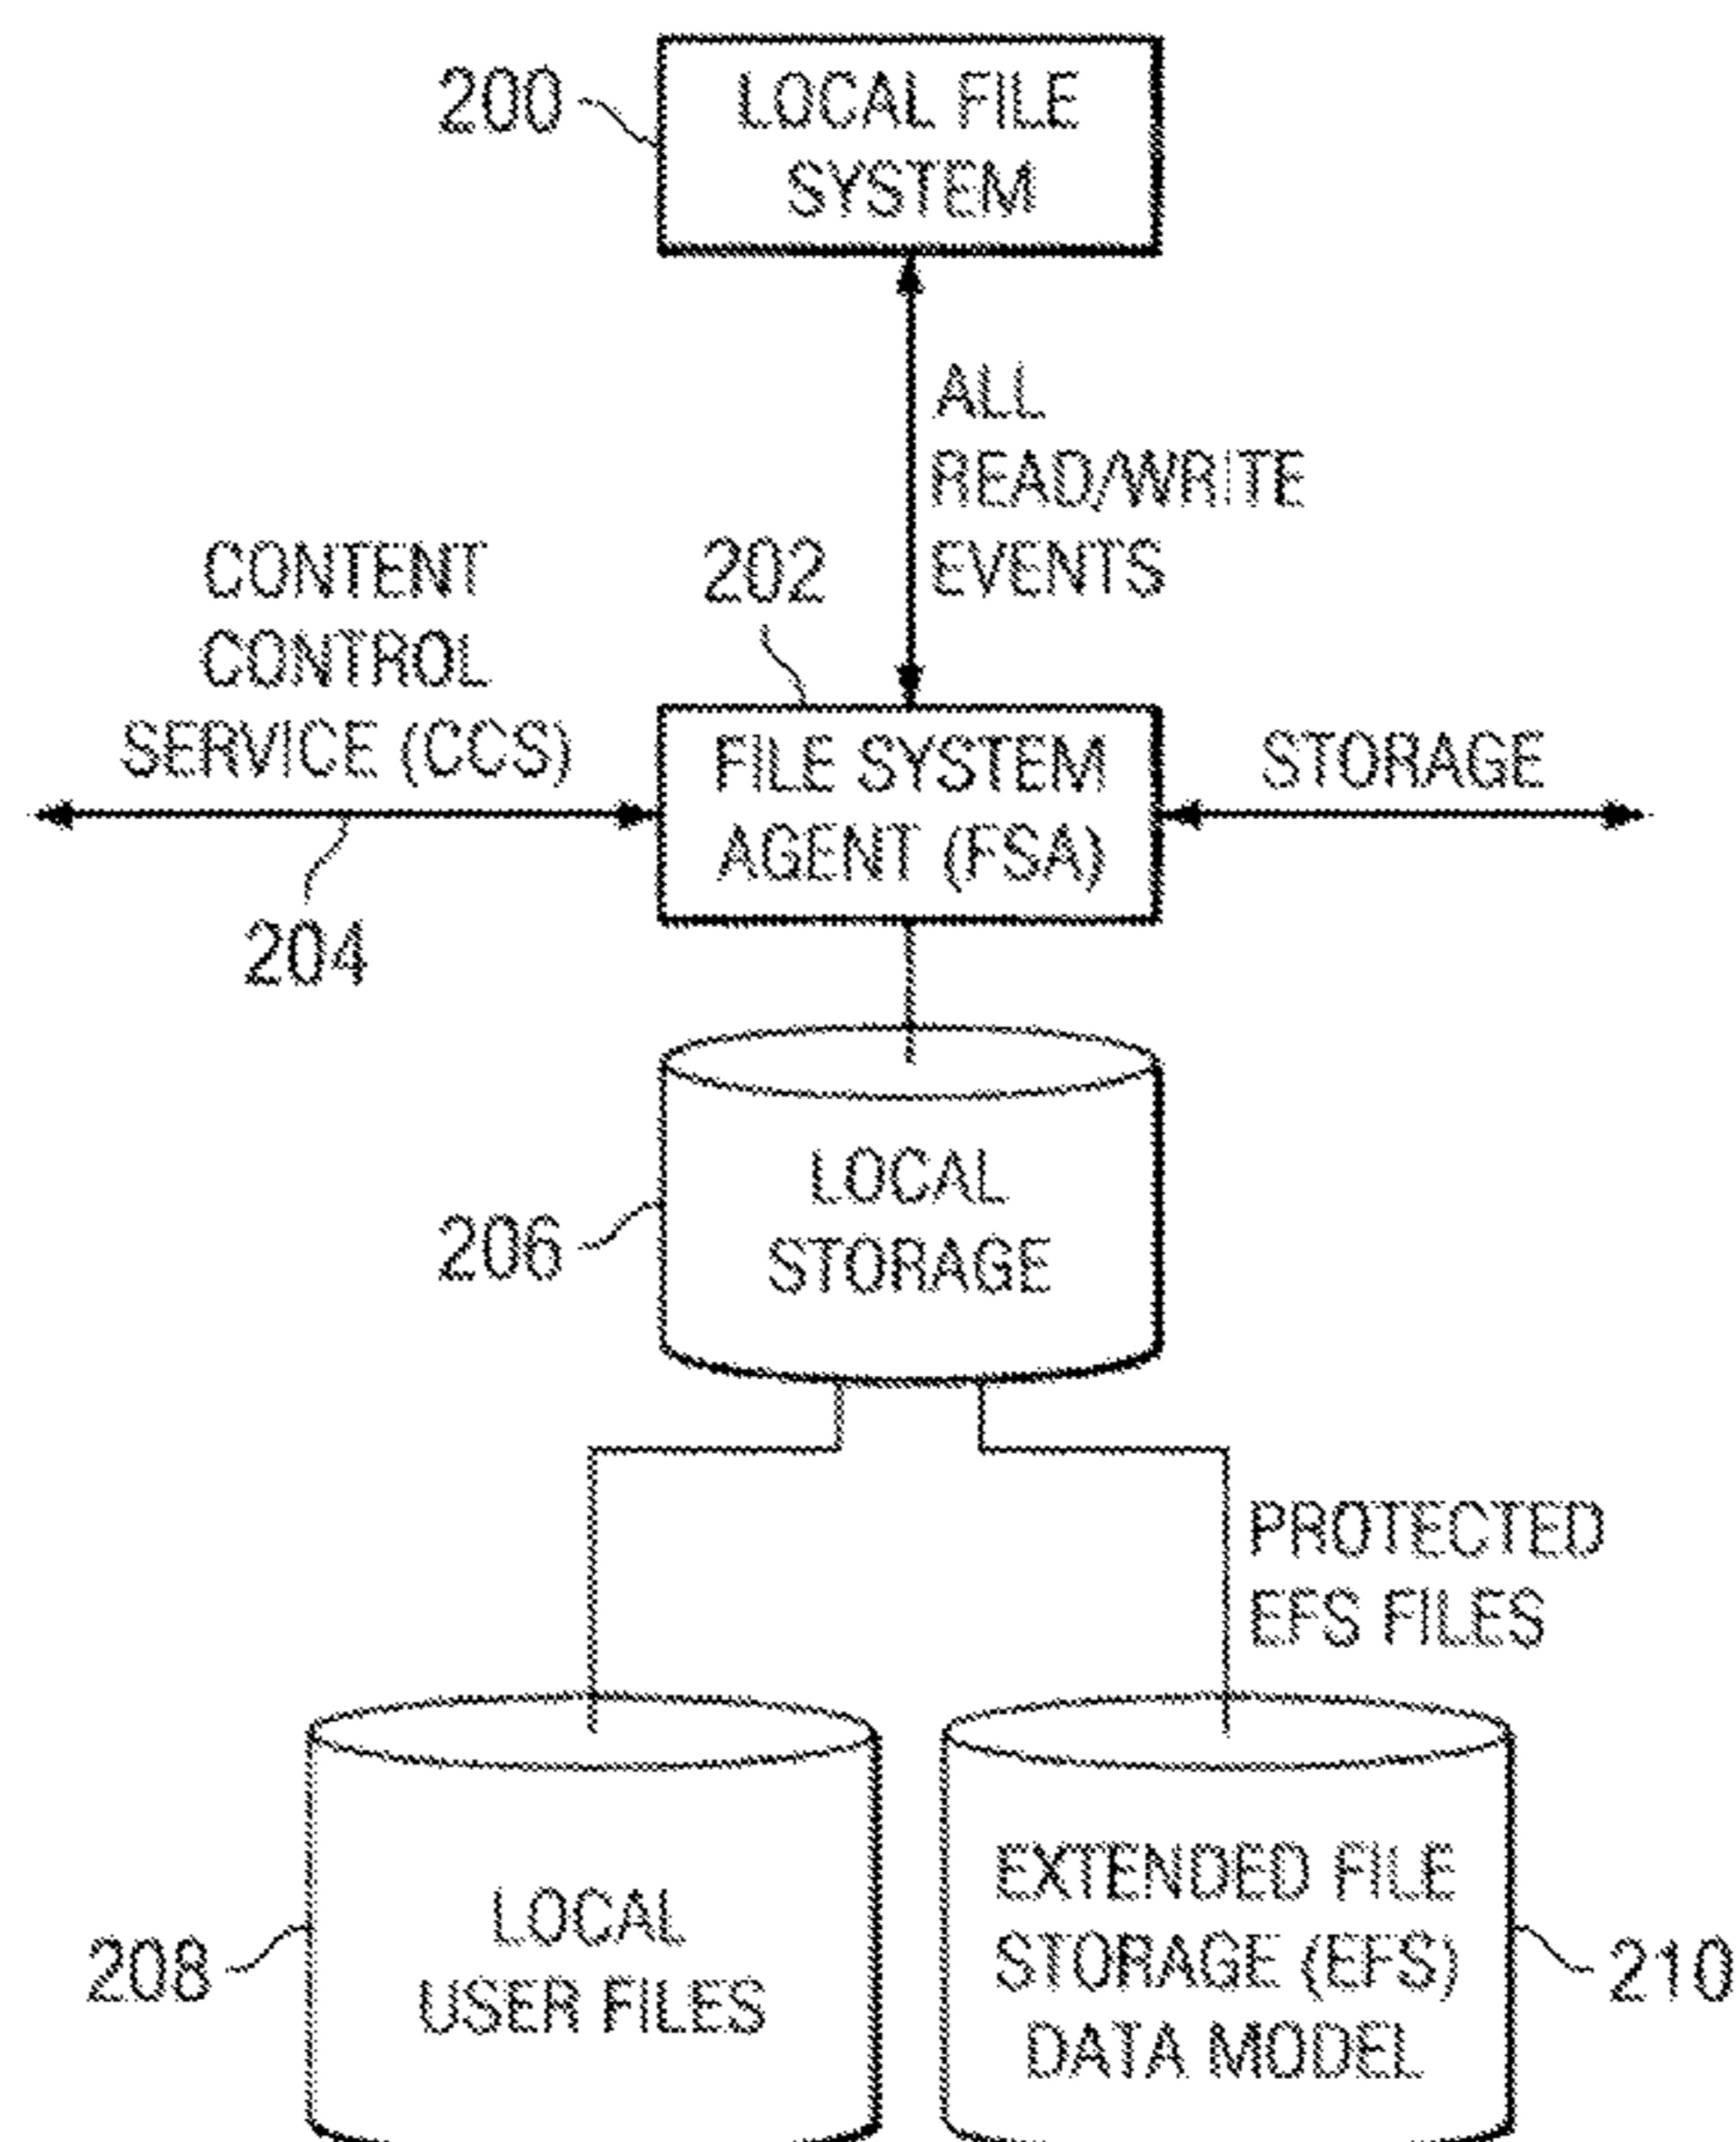 200
LOCAL FILE
SYSTEM
ALL
READ/WRITE
EVENTS
CONTENT
CONTROL
SERVICE (CCS)
202
204
FILE SYSTEM
AGENT (FSA)
STORAGE
206
LOCAL
STORAGE
PROTECTED
EFS FILES
208
LOCAL
USER FILES
EXTENDED FILE
STORAGE (EFS)
DATA MODEL
210